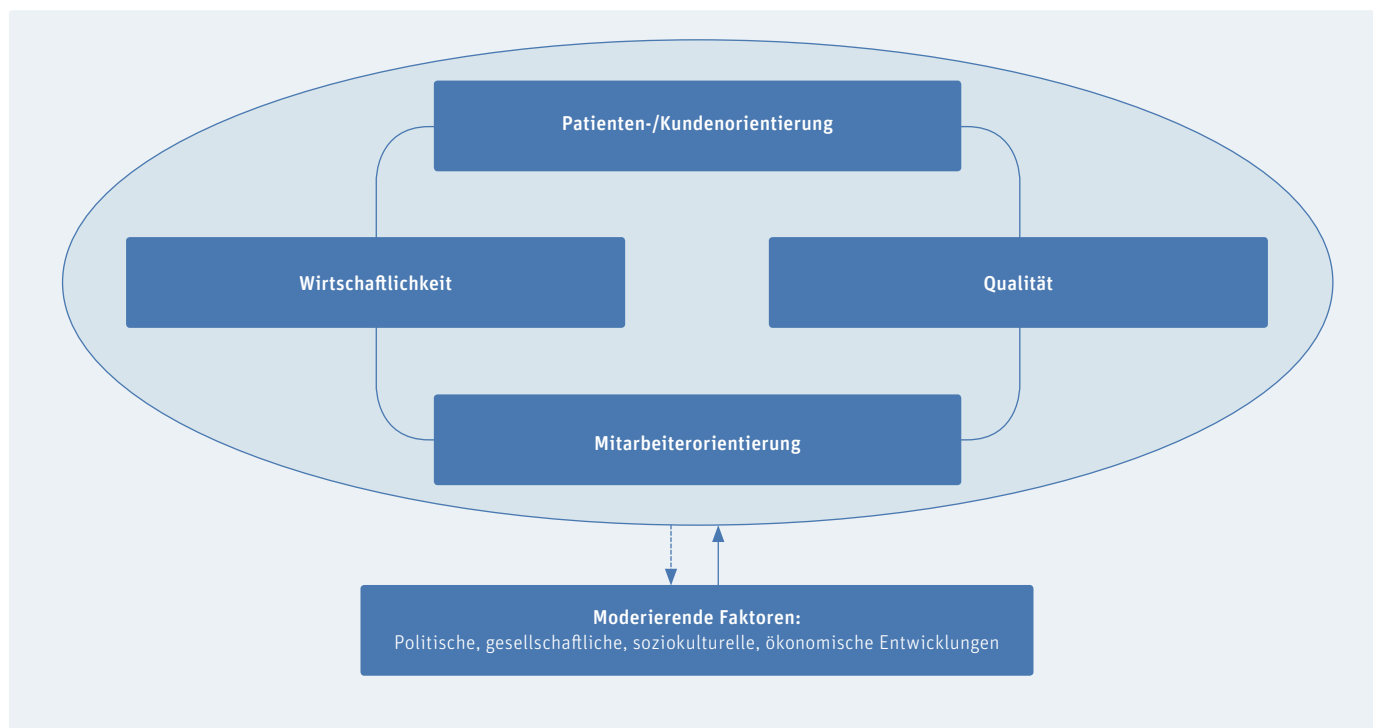 Patienten-/Kundenorientierung
Wirtschaftlichkeit
Qualität
Mitarbeiterorientierung
Moderierende Faktoren:
Politische, gesellschaftliche, soziokulturelle, ökonomische Entwicklungen